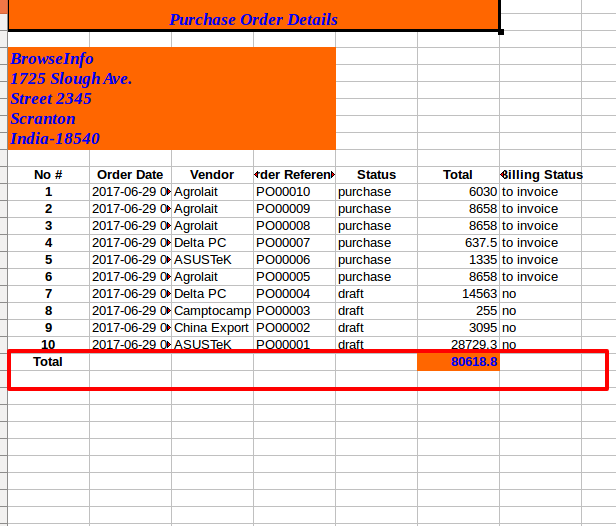 Purchase Order Details
BrowseInfo
1725 Slough Ave.
Street 2345
Scranton
India-18540
No # Order Date Vendor rder Referen Status Total Billing Status
1 2017-06-29 0 Agrolait PO00010 purchase 6030 to invoice
2 2017-06-29 0 Agrolait PO00009 purchase 8658 to invoice
3 2017-06-29 0 Agrolait PO00008 purchase 8658 to invoice
4 2017-06-29 0 Delta PC PO00007 purchase 637.5 to invoice
5 2017-06-29 0 ASUSTeK PO00006 purchase 1335 to invoice
6 2017-06-29 0 Agrolait PO00005 purchase 8658 to invoice
7 2017-06-29 0 Delta PC PO00004 draft 14563 no
8 2017-06-29 0 Camptocamp PO00003 draft 255 no
9 2017-06-29 0 China Export PO00002 draft 3095 no
10 2017-06-29 0 ASUSTeK PO00001 draft 28729.3 no
Total 80618.8